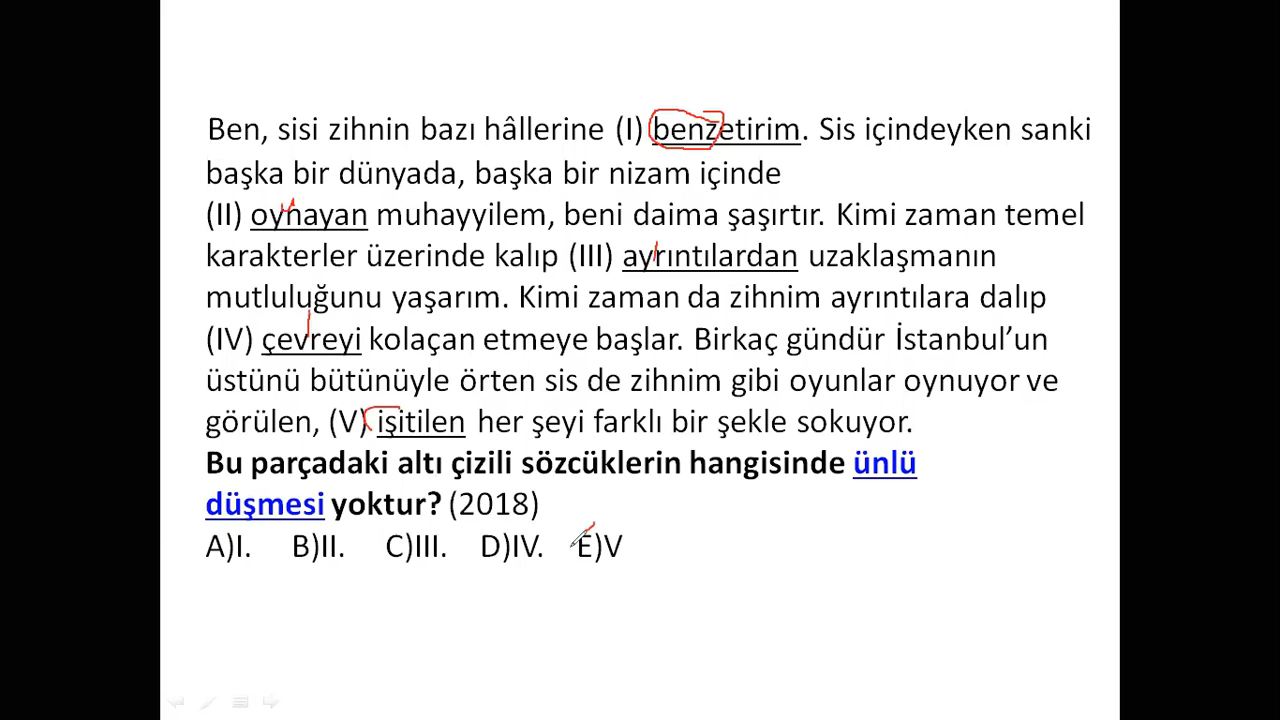 Ben, sisi zihnin bazı hâllerine (I) benzetirim. Sis içindeyken sanki
başka bir dünyada, başka bir nizam içinde
(II) oynayan muhayyilem, beni daima şaşırtır. Kimi zaman temel
karakterler üzerinde kalıp (III) ayrıntılardan uzaklaşmanın
mutluluğunu yaşarım. Kimi zaman da zihnim ayrıntılara dalıp
(IV) çevreyi kolaçan etmeye başlar. Birkaç gündür İstanbul’un
üstünü bütünüyle örten sis de zihnim gibi oyunlar oynuyor ve
görülen, (V) işitilen her şeyi farklı bir şekle sokuyor.
Bu parçadaki altı çizili sözcüklerin hangisinde ünlü
düşmesi yoktur? (2018)
A)I. B)II. C)III. D)IV. E)V